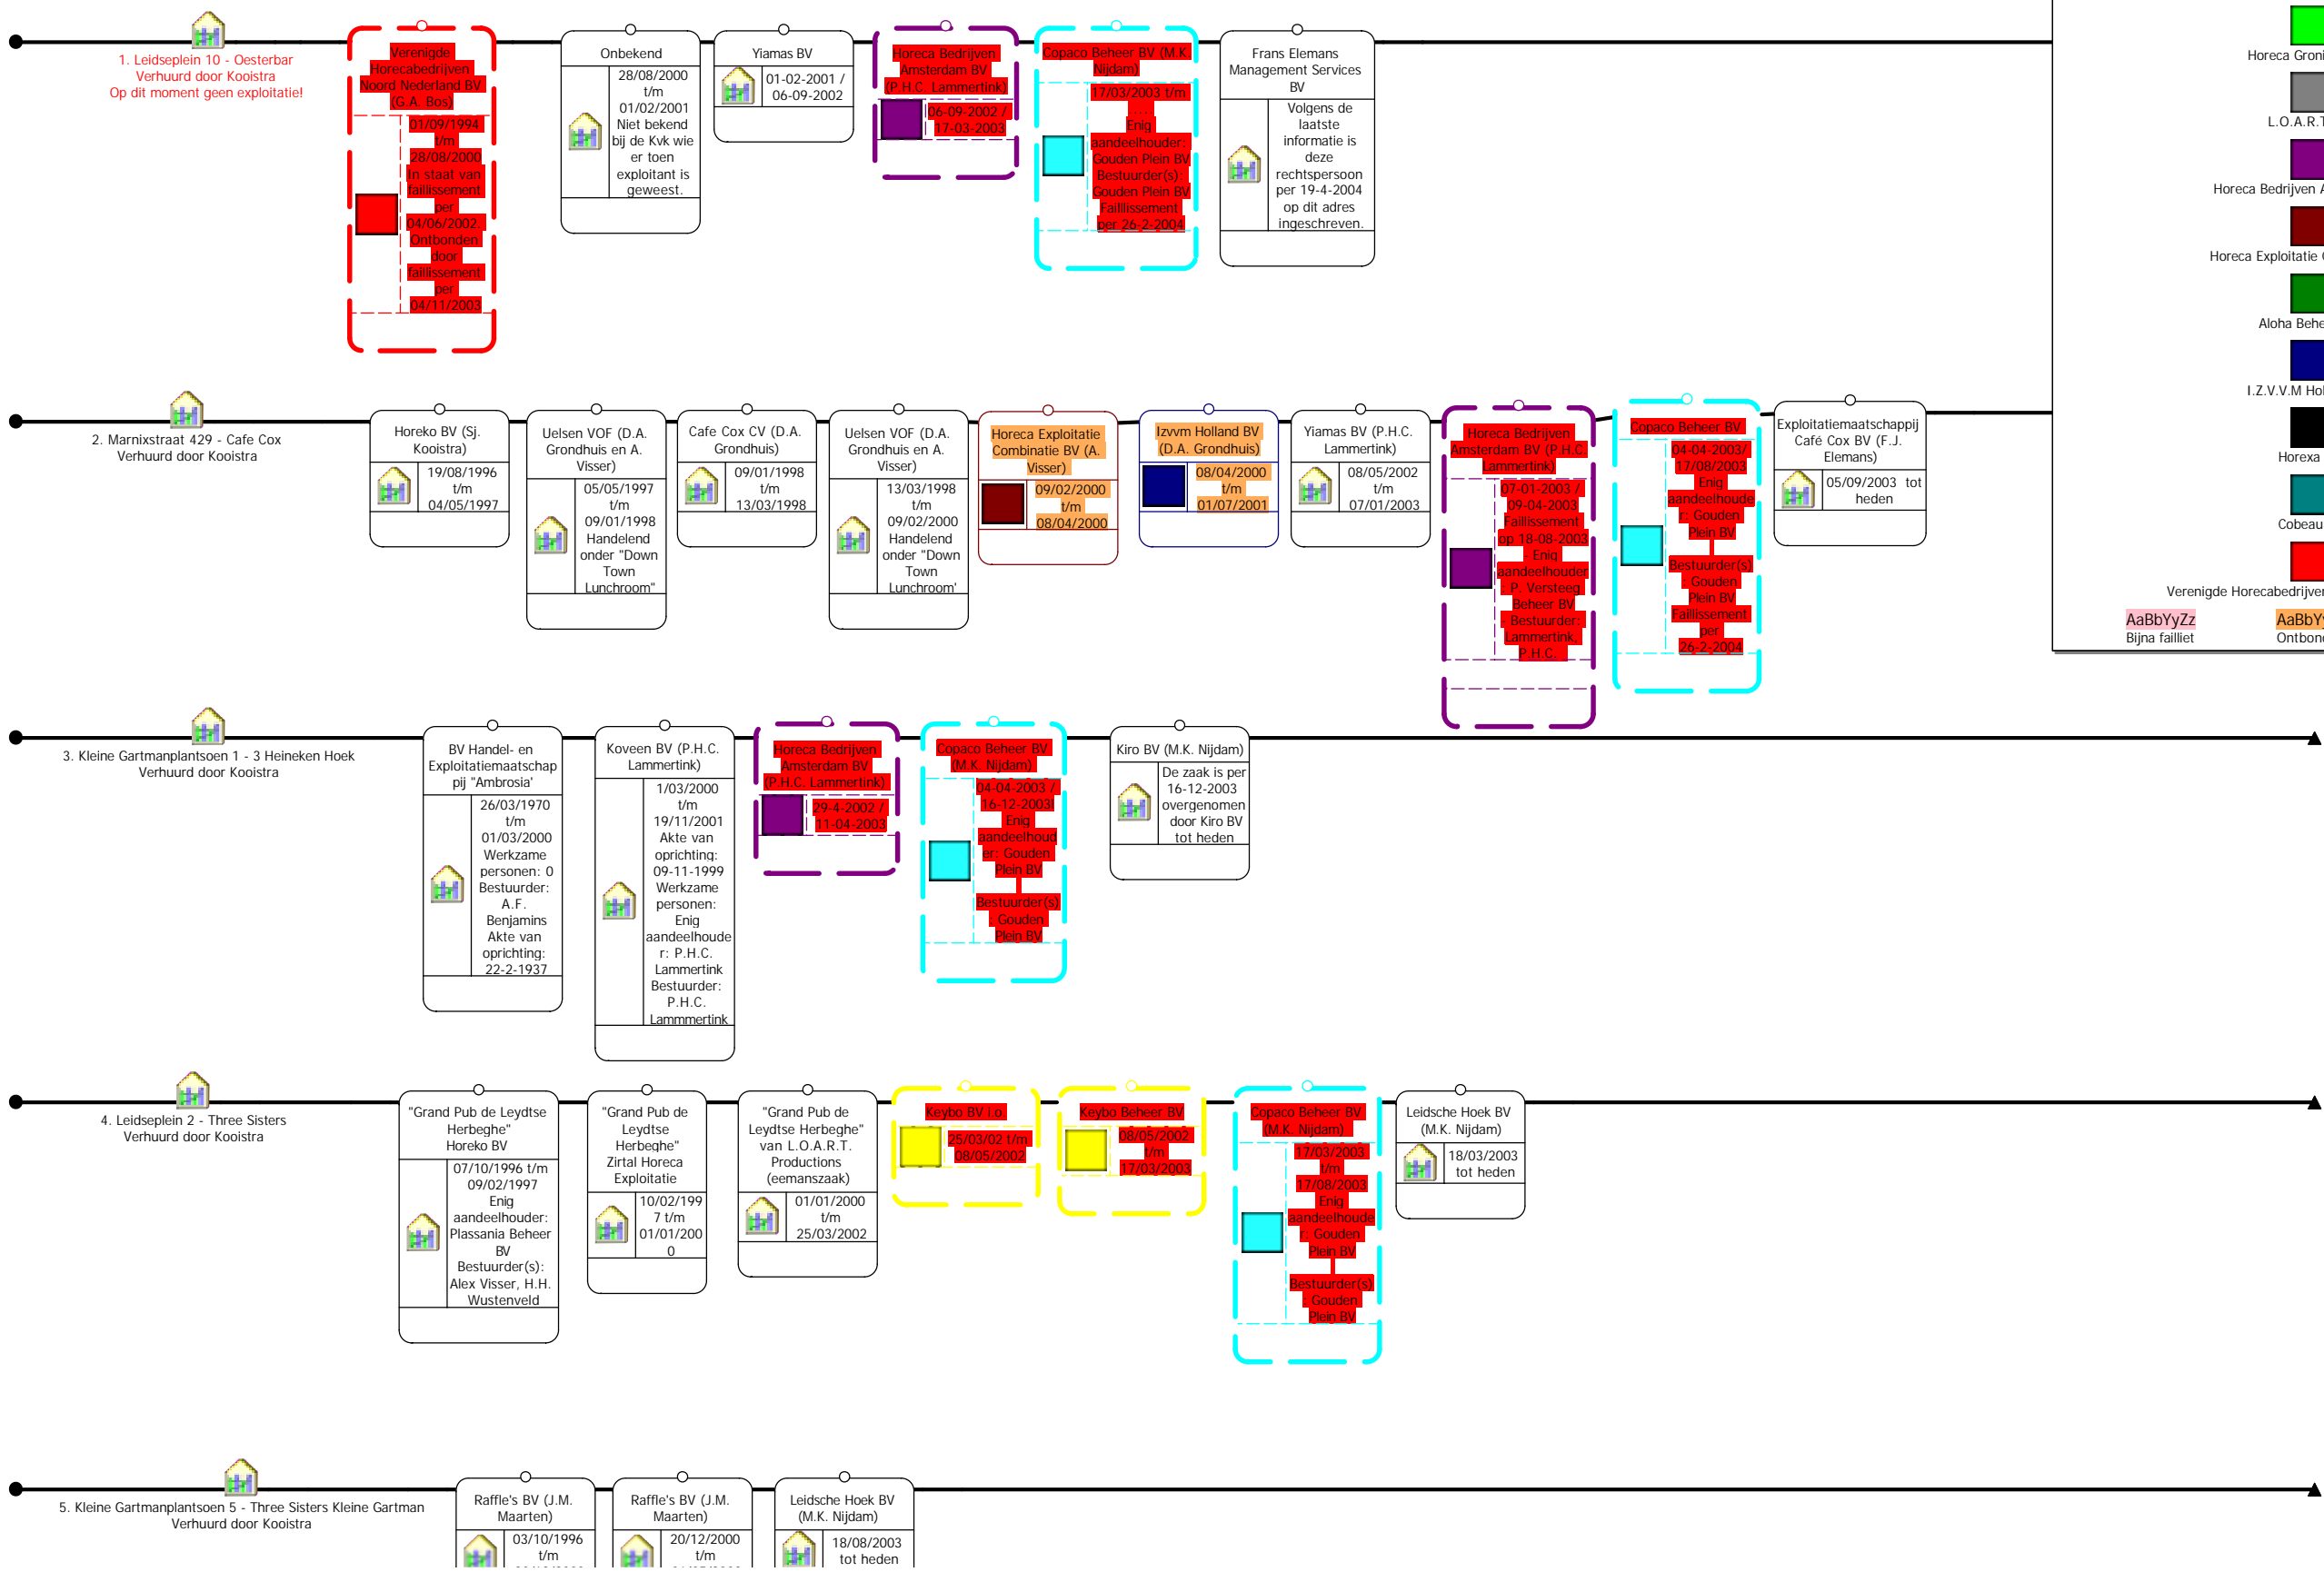 1. Leidseplein 10 - Oesterbar
Verhuurd door Kooistra
Op dit moment geen exploitatie!
Verenigde
Horecabedrijven
Noord Nederland BV
(G.A. Bos)
01/09/1994
t/m
28/08/2000
In staat van
faillissement
per
04/06/2002.
Ontbonden
door
faillissement
per
04/11/2003
Onbekend
28/08/2000
t/m
01/02/2001
Niet bekend
bij de Kvk wie
er toen
exploitant is
geweest.
Yiamas BV
01-02-2001 /
06-09-2002
Horeca Bedrijven
Amsterdam BV
(P.H.C. Lammertink)
06-09-2002 /
17-03-2003
Copaco Beheer BV (M.K.
Nijdam)
17/03/2003 t/m
....
Enig
aandeelhouder:
Gouden Plein BV
Bestuurder(s):
Gouden Plein BV
Failllissement
per 26-2-2004
Frans Elemans
Management Services
BV
Volgens de
laatste
informatie is
deze
rechtspersoon
per 19-4-2004
op dit adres
ingeschreven.
2. Marnixstraat 429 - Cafe Cox
Verhuurd door Kooistra
Horeko BV (Sj.
Kooistra)
19/08/1996
t/m
04/05/1997
Uelsen VOF (D.A.
Grondhuis en A.
Visser)
05/05/1997
t/m
09/01/1998
Handelend
onder "Down
Town
Lunchroom"
Cafe Cox CV (D.A.
Grondhuis)
09/01/1998
t/m
13/03/1998
Uelsen VOF (D.A.
Grondhuis en A.
Visser)
13/03/1998
t/m
09/02/2000
Handelend
onder "Down
Town
Lunchroom'
Horeca Exploitatie
Combinatie BV (A.
Visser)
09/02/2000
t/m
08/04/2000
Izvvm Holland BV
(D.A. Grondhuis)
08/04/2000
t/m
01/07/2001
Yiamas BV (P.H.C.
Lammertink)
08/05/2002
t/m
07/01/2003
Horeca Bedrijven
Amsterdam BV (P.H.C.
Lammertink)
07-01-2003 /
09-04-2003
Faillissement
op 18-08-2003
- Enig
aandeelhouder
: P. Versteeg
Beheer BV
- Bestuurder:
Lammertink,
P.H.C.
Copaco Beheer BV
04-04-2003/
17/08/2003
Enig
aandeelhoude
r: Gouden
Plein BV
Bestuurder(s)
: Gouden
Plein BV
Faillissement
per
26-2-2004
Exploitatiemaatschappij
Café Cox BV (F.J.
Elemans)
05/09/2003 tot
heden
3. Kleine Gartmanplantsoen 1 - 3 Heineken Hoek
Verhuurd door Kooistra
BV Handel- en
Exploitatiemaatschap
pij "Ambrosia'
26/03/1970
t/m
01/03/2000
Werkzame
personen: 0
Bestuurder:
A.F.
Benjamins
Akte van
oprichting:
22-2-1937
Koveen BV (P.H.C.
Lammertink)
1/03/2000
t/m
19/11/2001
Akte van
oprichting:
09-11-1999
Werkzame
personen:
Enig
aandeelhoude
r: P.H.C.
Lammertink
Bestuurder:
P.H.C.
Lammmertink
Horeca Bedrijven
Amsterdam BV
(P.H.C. Lammertink)
29-4-2002 /
11-04-2003
Copaco Beheer BV
(M.K. Nijdam)
04-04-2003 /
16-12-2003l
Enig
aandeelhoud
er: Gouden
Plein BV
Bestuurder(s)
: Gouden
Plein BV
Kiro BV (M.K. Nijdam)
De zaak is per
16-12-2003
overgenomen
door Kiro BV
tot heden
4. Leidseplein 2 - Three Sisters
Verhuurd door Kooistra
"Grand Pub de Leydtse
Herbeghe"
Horeko BV
07/10/1996 t/m
09/02/1997
Enig
aandeelhouder:
Plassania Beheer
BV
Bestuurder(s):
Alex Visser, H.H.
Wustenveld
"Grand Pub de
Leydtse
Herbeghe"
Zirtal Horeca
Exploitatie
10/02/199
7 t/m
01/01/200
0
"Grand Pub de
Leydtse Herbeghe"
van L.O.A.R.T.
Productions
(eemanszaak)
01/01/2000
t/m
25/03/2002
Keybo BV i.o.
25/03/02 t/m
08/05/2002
Keybo Beheer BV
08/05/2002
t/m
17/03/2003
Copaco Beheer BV
(M.K. Nijdam)
17/03/2003
t/m
17/08/2003
Enig
aandeelhoude
r: Gouden
Plein BV
Bestuurder(s)
: Gouden
Plein BV
Leidsche Hoek BV
(M.K. Nijdam)
18/03/2003
tot heden
5. Kleine Gartmanplantsoen 5 - Three Sisters Kleine Gartman
Verhuurd door Kooistra
Raffle's BV (J.M.
Maarten)
03/10/1996
t/m
Raffle's BV (J.M.
Maarten)
20/12/2000
t/m
Leidsche Hoek BV
(M.K. Nijdam)
18/08/2003
tot heden
Horeca Groni
L.O.A.R.T
Horeca Bedrijven A
Horeca Exploitatie
Aloha Behe
I.Z.V.V.M Hol
Horexa
Cobeau
Verenigde Horecabedrijven
AaBbYyZz
Bijna failliet
AaBbYy
Ontbond